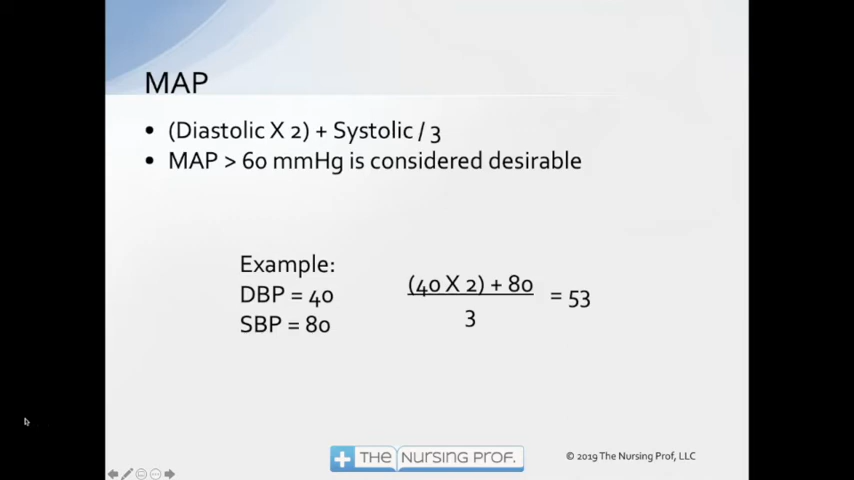 MAP
• (Diastolic X 2) + Systolic / 3
• MAP > 60 mmHg is considered desirable
Example:
DBP = 40
SBP = 80
(40 X 2) + 80
3
= 53
THE NURSING PROF.
© 2019 The Nursing Prof, LLC